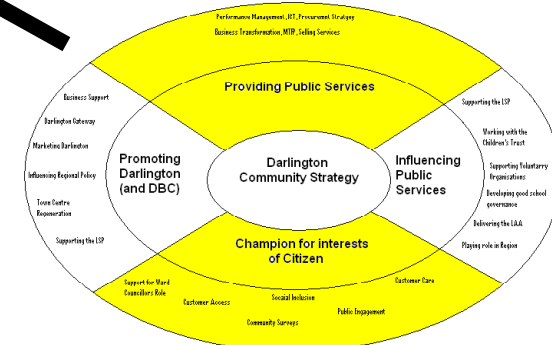 Performance Management, ICT, Procuremnt Stratgey
Business Transformation, MTFP, Selling Services
Providing Public Services
Business Support
Darlington Gateway
Marketing Darlington
Influencing Regional Policy
Town Centre
Regeneration
Supporting the LSP
Promoting
Darlington
(and DBC)
Darlington
Community Strategy
Influencing
Public
Services
Supporting the LSP
Working with the
Children's Trust
Supporting Voluntarry
Organisations
Developing good school
governance
Delivering the LAA
Playing role in Region
Champion for interests
of Citizen
Support for Ward
Councillors Role
Customer Access
Socaial Inclusion
Customer Care
Community Surveys
Public Engagement